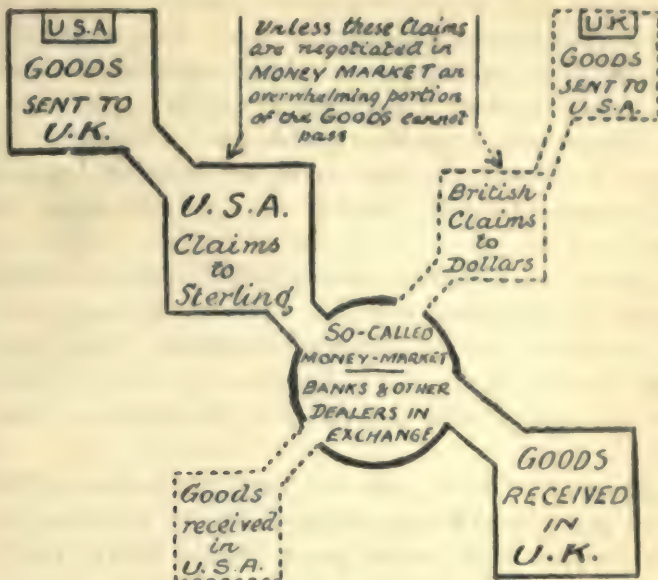 U S A
GOODS
SENT TO
U.K.
Unless these Claims
are negotiated in
MONEY MARKET an
overwhelming portion
of the GOODS cannot
pass
U.K
GOODS
SENT TO
U.S.A.
U.S.A.
Claims
to
Sterling
British
Claims
to
Dollars
SO-CALLED
MONEY-MARKET
BANKS & OTHER
DEALERS IN
EXCHANGE
Goods
received
in
U.S.A.
GOODS
RECEIVED
IN
U.K.